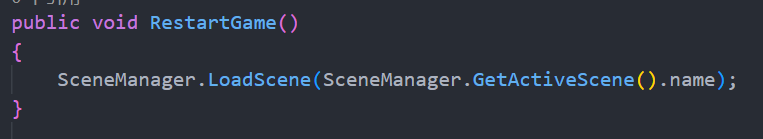 public void RestartGame()
{
SceneManager.LoadScene(SceneManager.GetActiveScene().name);
}